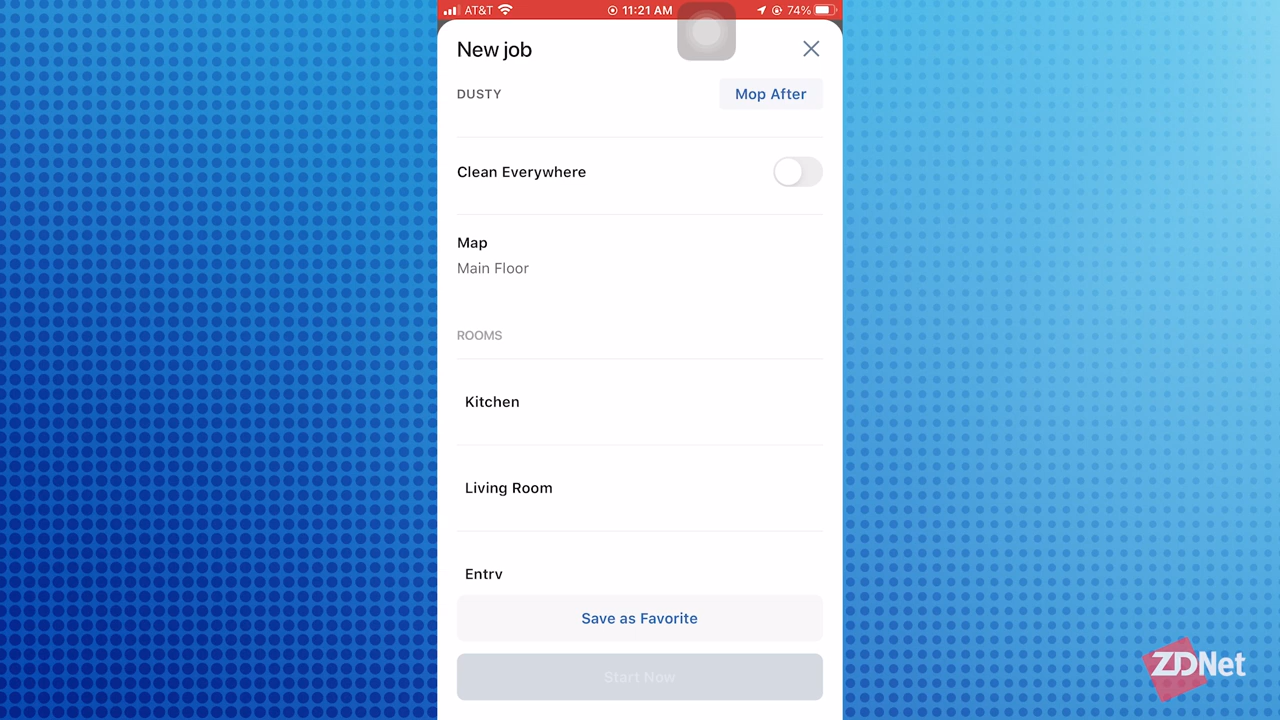 AT&T 11:21 AM 74%
New job
DUSTY Mop After
Clean Everywhere
Map
Main Floor
ROOMS
Kitchen
Living Room
Entry
Save as Favorite
Start Now
ZDNet